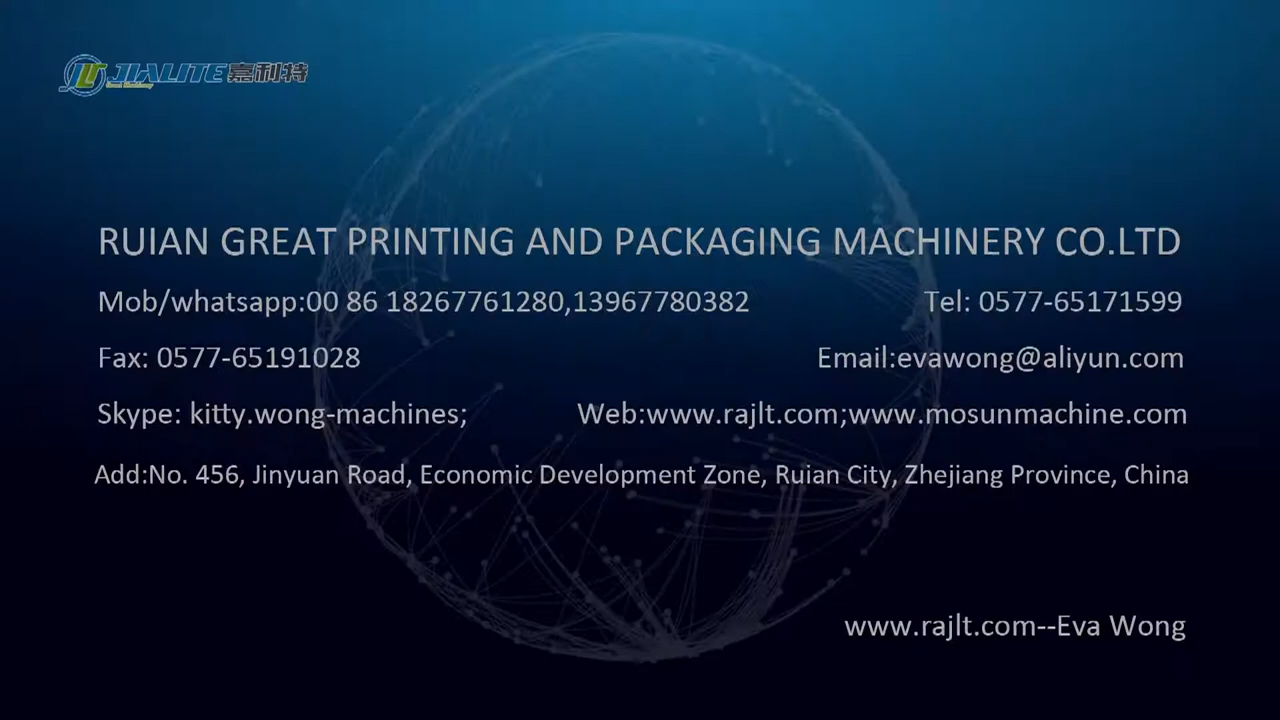 JIALITE嘉利特
Great Machinery
RUIAN GREAT PRINTING AND PACKAGING MACHINERY CO.LTD
Mob/whatsapp:00 86 18267761280,13967780382 Tel: 0577-65171599
Fax: 0577-65191028 Email:evawong@aliyun.com
Skype: kitty.wong-machines; Web:www.rajlt.com;www.mosunmachine.com
Add:No. 456, Jinyuan Road, Economic Development Zone, Ruian City, Zhejiang Province, China
www.rajlt.com--Eva Wong